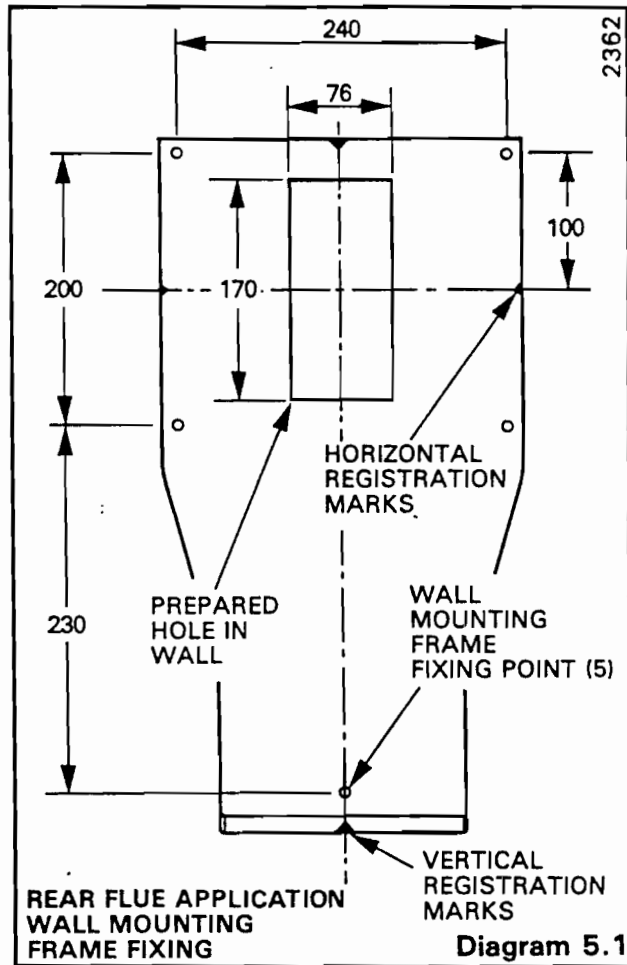 2362
240
76
100
200
170
HORIZONTAL
REGISTRATION
MARKS
PREPARED
HOLE IN
WALL
WALL
MOUNTING
FRAME
FIXING POINT (5)
230
VERTICAL
REGISTRATION
MARKS
REAR FLUE APPLICATION
WALL MOUNTING
FRAME FIXING
Diagram 5.1